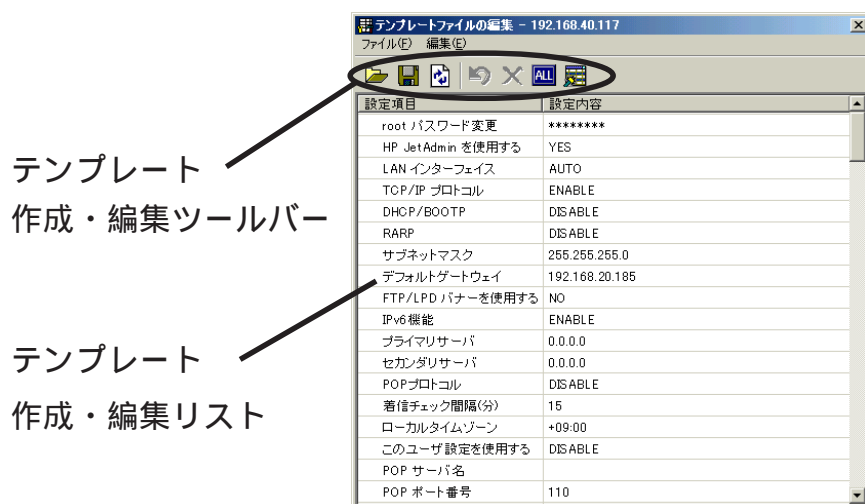 テンプレートファイルの編集 - 192.168.40.117
ファイル(F) 編集(E)
ALL
設定項目 設定内容
root パスワード変更 ********
HP JetAdmin を使用する YES
LAN インターフェイス AUTO
TCP/IP プロトコル ENABLE
DHCP/BOOTP DISABLE
RARP DISABLE
サブネットマスク 255.255.255.0
デフォルトゲートウェイ 192.168.20.185
FTP/LPD バナーを使用する NO
IPv6機能 ENABLE
プライマリサーバ 0.0.0.0
セカンダリサーバ 0.0.0.0
POPプロトコル DISABLE
着信チェック間隔(分) 15
ローカルタイムゾーン +09:00
このユーザ設定を使用する DISABLE
POP サーバ名
POP ポート番号 110
テンプレート
作成・編集ツールバー
テンプレート
作成・編集リスト